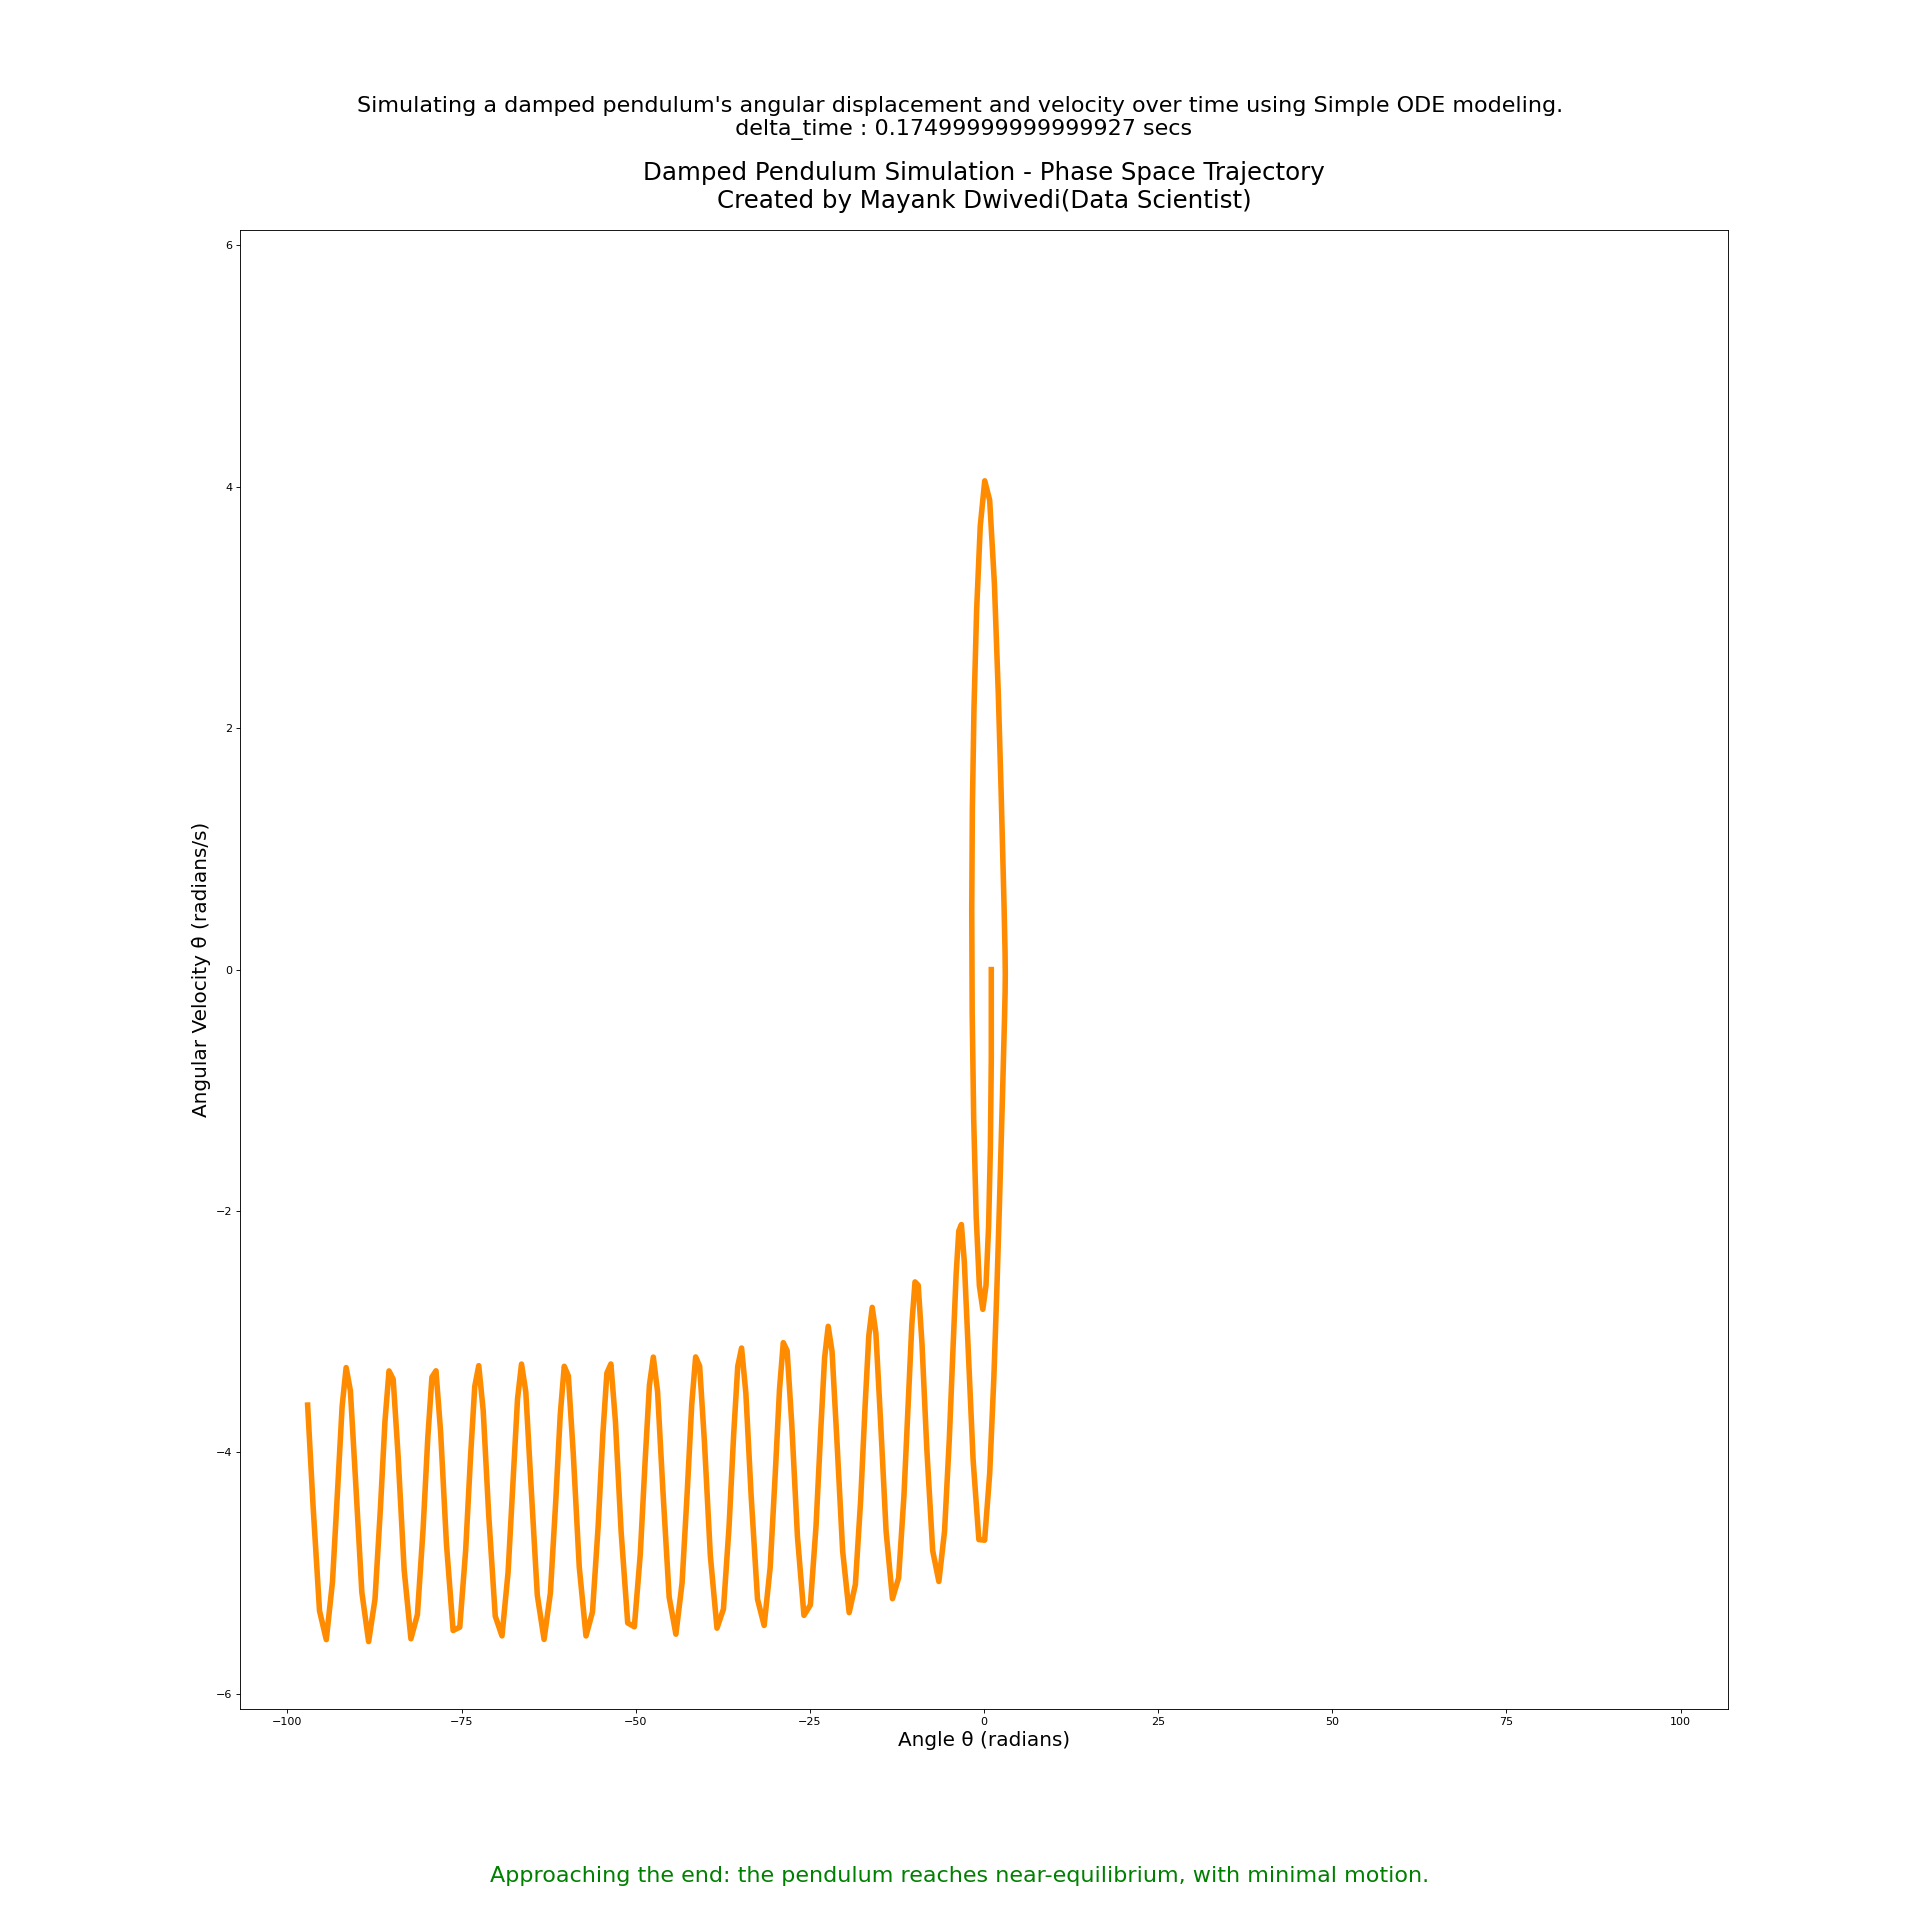 Simulating a damped pendulum's angular displacement and velocity over time using Simple ODE modeling.
delta_time : 0.17499999999999927 secs
Damped Pendulum Simulation - Phase Space Trajectory
Created by Mayank Dwivedi(Data Scientist)
6
4
2
0
−2
−4
−6
Angular Velocity θ̇ (radians/s)
−100
−75
−50
−25
0
25
50
75
100
Angle θ (radians)
Approaching the end: the pendulum reaches near-equilibrium, with minimal motion.